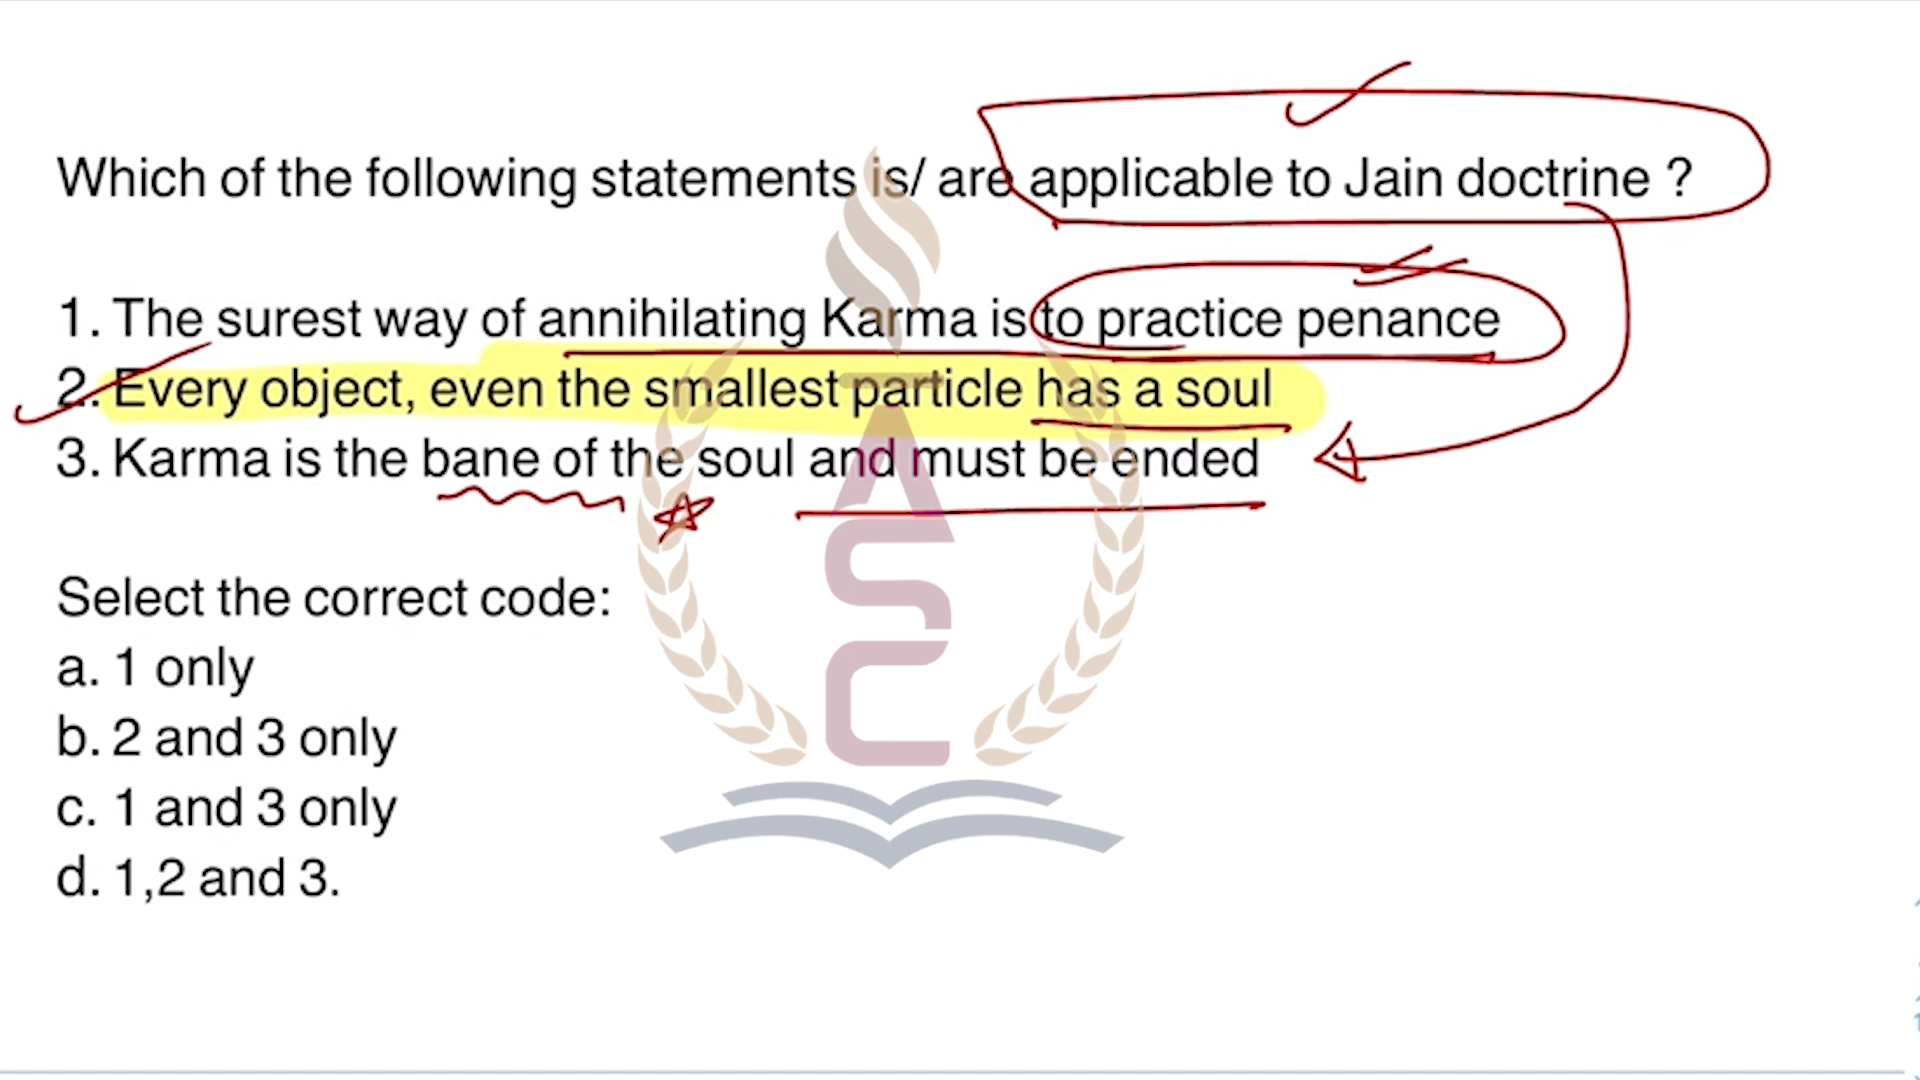 Which of the following statements is/ are applicable to Jain doctrine ?
1. The surest way of annihilating Karma is to practice penance
2. Every object, even the smallest particle has a soul
3. Karma is the bane of the soul and must be ended
Select the correct code:
a. 1 only
b. 2 and 3 only
c. 1 and 3 only
d. 1,2 and 3.
ASC